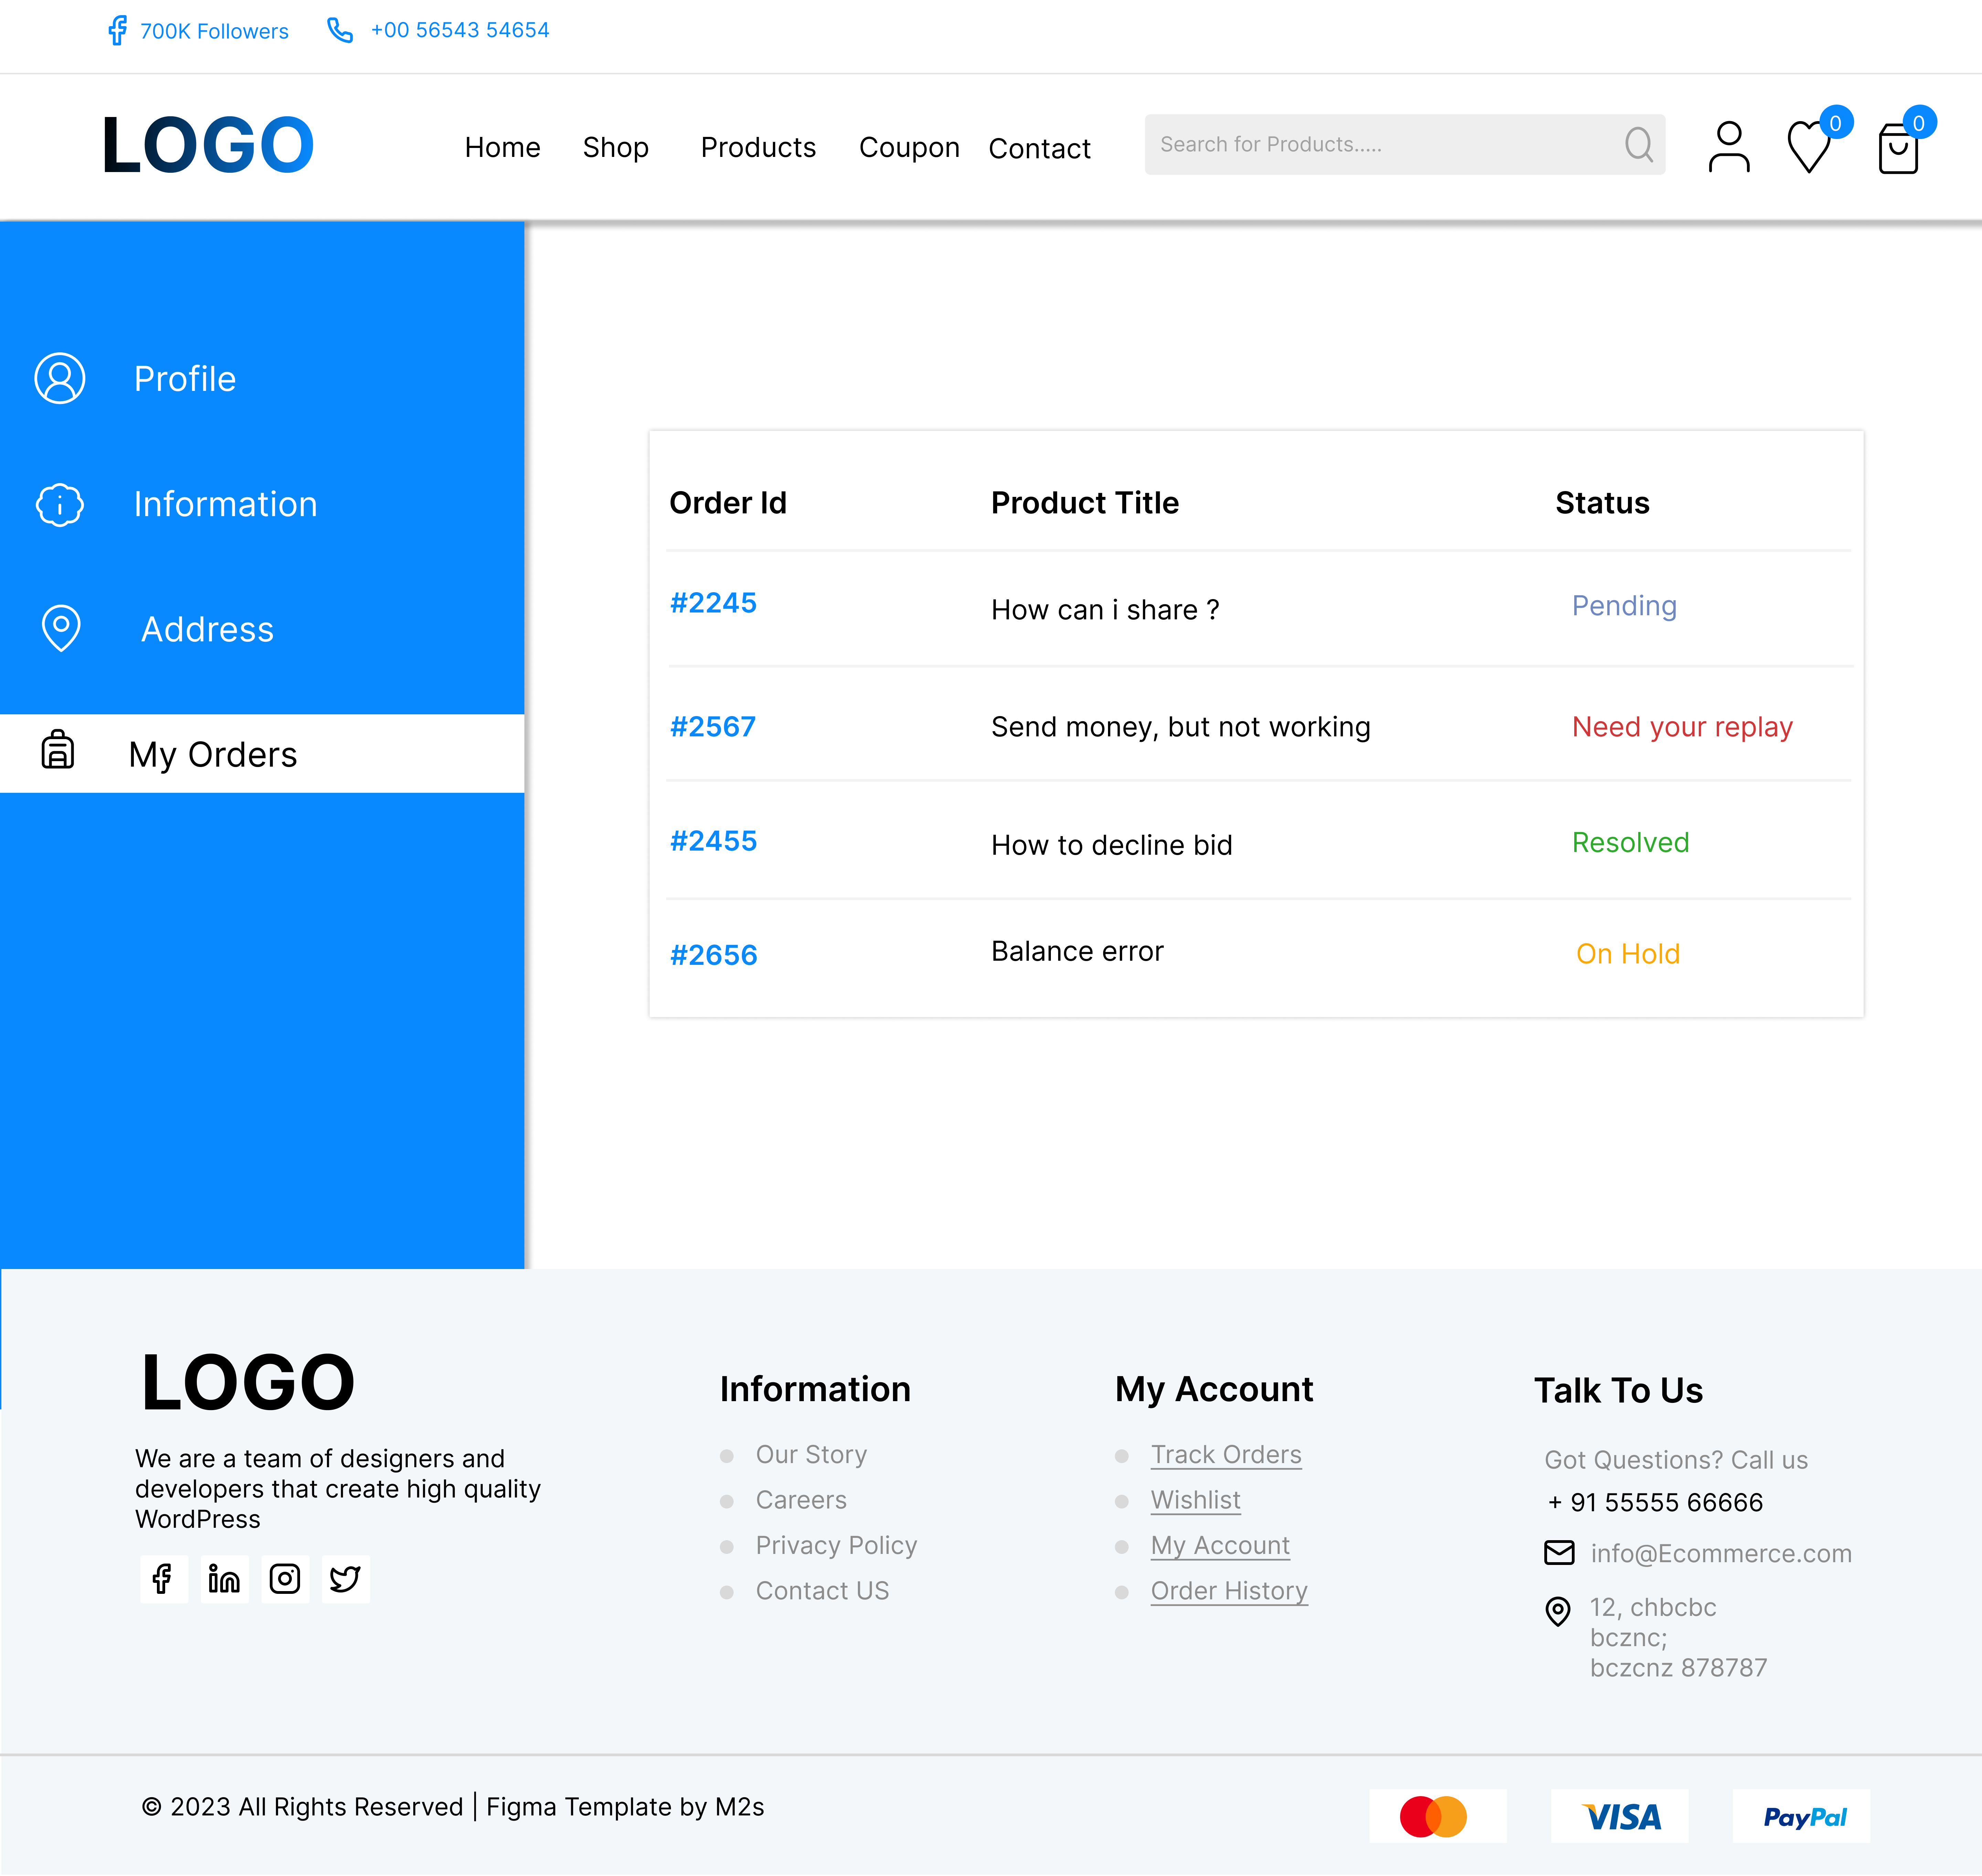 700K Followers +00 56543 54654
LOGO Home Shop Products Coupon Contact Search for Products..... 0 0
Profile
Information
Address
My Orders
Order Id Product Title Status
#2245 How can i share ? Pending
#2567 Send money, but not working Need your replay
#2455 How to decline bid Resolved
#2656 Balance error On Hold
LOGO
We are a team of designers and
developers that create high quality
WordPress
Information
Our Story
Careers
Privacy Policy
Contact US
My Account
Track Orders
Wishlist
My Account
Order History
Talk To Us
Got Questions? Call us
+ 91 55555 66666
info@Ecommerce.com
12, chbcbc
bcznc;
bczcnz 878787
© 2023 All Rights Reserved | Figma Template by M2s
VISA PayPal